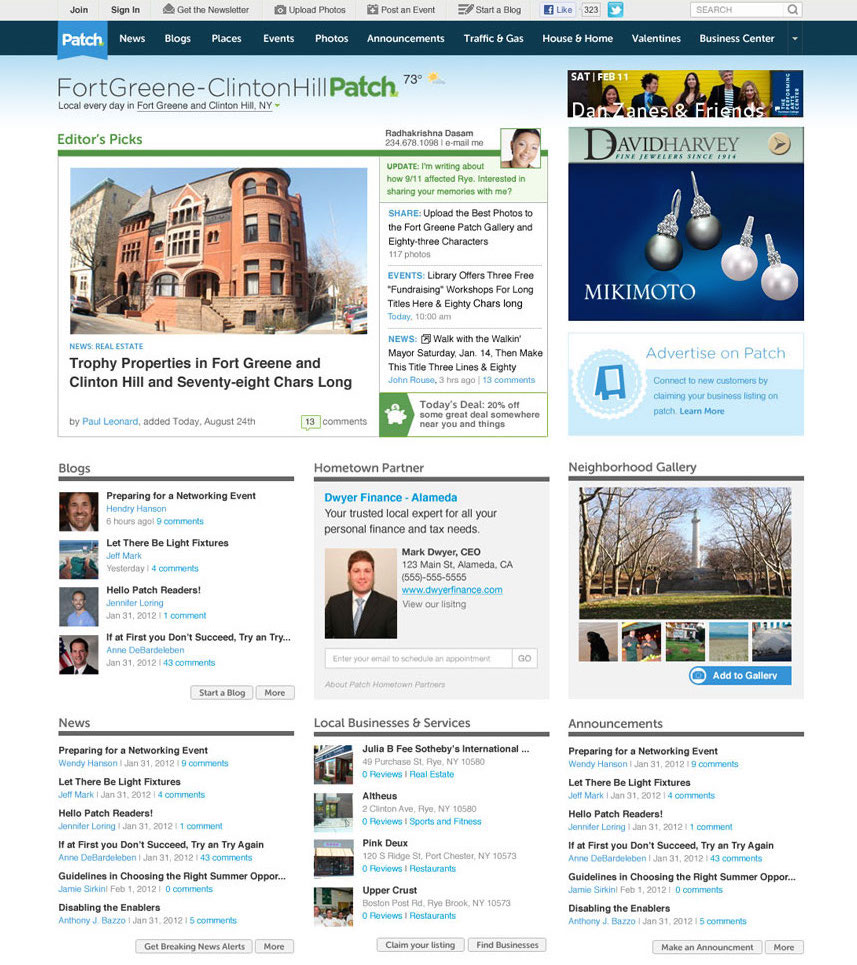 Join Sign In Get the Newsletter Upload Photos Post an Event Start a Blog Like 323 SEARCH
Patch News Blogs Places Events Photos Announcements Traffic & Gas House & Home Valentines Business Center
FortGreene-ClintonHillPatch 73°
Local every day in Fort Greene and Clinton Hill, NY
SAT | FEB 11
Dan Zanes & Friends
DAVIDHARVEY
FINE JEWELERS SINCE 1914
MIKIMOTO
Editor's Picks
Radhakrishna Dasam
234.678.1098 | e-mail me
NEWS: REAL ESTATE
Trophy Properties in Fort Greene and
Clinton Hill and Seventy-eight Chars Long
by Paul Leonard, added Today, August 24th 13 comments
UPDATE: I'm writing about
how 9/11 affected Rye. Interested in
sharing your memories with me?
SHARE: Upload the Best Photos to
the Fort Greene Patch Gallery and
Eighty-three Characters
117 photos
EVENTS: Library Offers Three Free
"Fundraising" Workshops For Long
Titles Here & Eighty Chars long
Today, 10:00 am
NEWS: Walk with the Walkin'
Mayor Saturday, Jan. 14, Then Make
This Title Three Lines & Eighty
John Rouse, 3 hrs ago | 13 comments
Today's Deal: 20% off
some great deal somewhere
near you and things
Advertise on Patch
Connect to new customers by
claiming your business listing on
patch. Learn More
Blogs
Preparing for a Networking Event
Hendry Hanson
6 hours ago| 9 comments
Let There Be Light Fixtures
Jeff Mark
Yesterday | 4 comments
Hello Patch Readers!
Jennifer Loring
Jan 31, 2012 | 1 comment
If at First you Don't Succeed, Try an Try...
Anne DeBardeleben
Jan 31, 2012 | 43 comments
Start a Blog More
Hometown Partner
Dwyer Finance - Alameda
Your trusted local expert for all your
personal finance and tax needs.
Mark Dwyer, CEO
123 Main St, Alameda, CA
(555)-555-5555
www.dwyerfinance.com
View our lisitng
Enter your email to schedule an appointment GO
About Patch Hometown Partners
Neighborhood Gallery
Add to Gallery
News
Preparing for a Networking Event
Wendy Hanson | Jan 31, 2012 | 9 comments
Let There Be Light Fixtures
Jeff Mark | Jan 31, 2012 | 4 comments
Hello Patch Readers!
Jennifer Loring | Jan 31, 2012 | 1 comment
If at First you Don't Succeed, Try an Try Again
Anne DeBardeleben | Jan 31, 2012 | 43 comments
Guidelines in Choosing the Right Summer Oppor...
Jamie Sirkin| Feb 1, 2012 | 0 comments
Disabling the Enablers
Anthony J. Bazzo | Jan 31, 2012 | 5 comments
Get Breaking News Alerts More
Local Businesses & Services
Julia B Fee Sotheby's International ...
49 Purchase St, Rye, NY 10580
0 Reviews | Real Estate
Altheus
2 Clinton Ave, Rye, NY 10580
0 Reviews | Sports and Fitness
Pink Deux
120 S Ridge St, Port Chester, NY 10573
0 Reviews | Restaurants
Upper Crust
Boston Post Rd, Rye Brook, NY 10573
0 Reviews | Restaurants
Claim your listing Find Businesses
Announcements
Preparing for a Networking Event
Wendy Hanson | Jan 31, 2012 | 9 comments
Let There Be Light Fixtures
Jeff Mark | Jan 31, 2012 | 4 comments
Hello Patch Readers!
Jennifer Loring | Jan 31, 2012 | 1 comment
If at First you Don't Succeed, Try an Try Again
Anne DeBardeleben | Jan 31, 2012 | 43 comments
Guidelines in Choosing the Right Summer Oppor...
Jamie Sirkin| Feb 1, 2012 | 0 comments
Disabling the Enablers
Anthony J. Bazzo | Jan 31, 2012 | 5 comments
Make an Announcment More